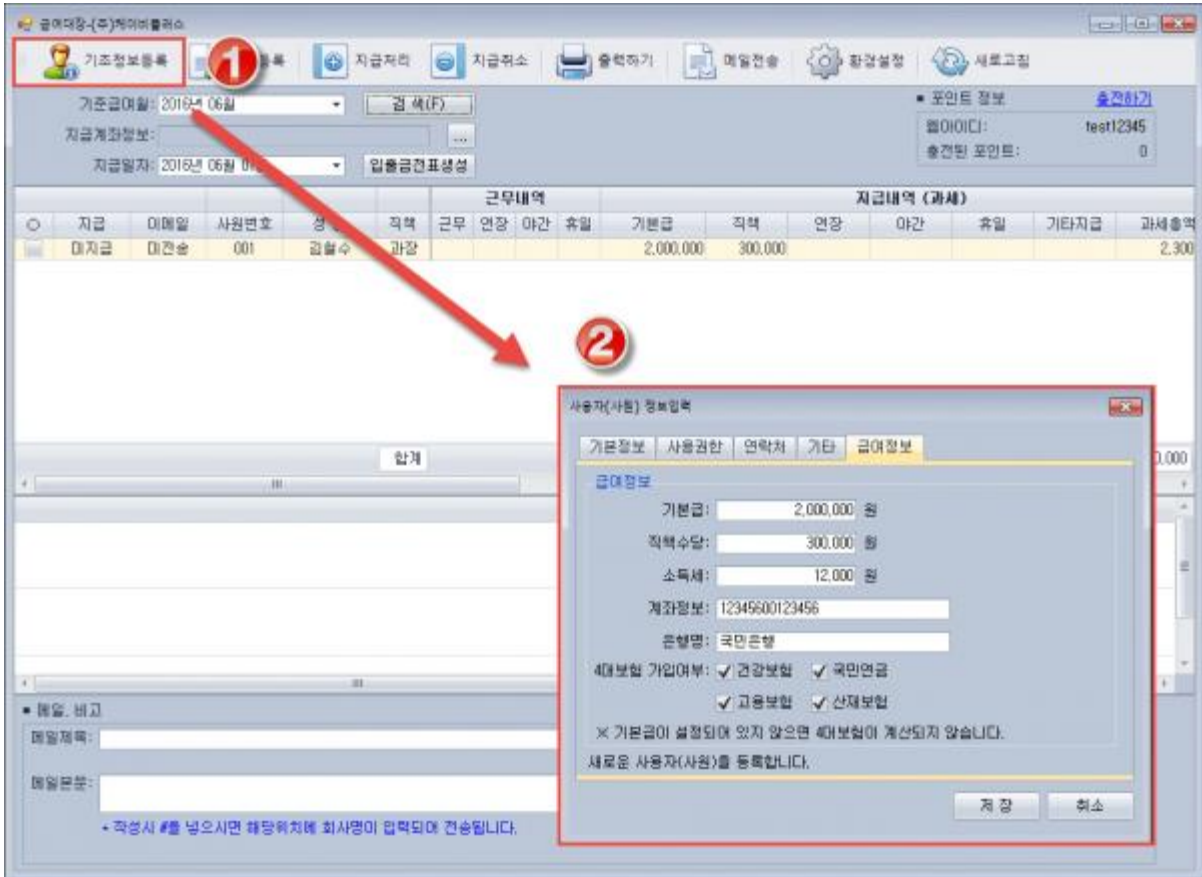 급여대장-(주)케이비플러스
기초정보등록 1 등록 지급처리 지급취소 출력하기 메일전송 환경설정 새로고침
기준급여월: 2016년 06월 검 색(F) 포인트 정보 충전하기
지급계좌정보: ... 웹아이디: test12345
지급일자: 2016년 06월 입출금전표생성 충전된 포인트: 0
근무내역 지급내역 (과세)
지급 이메일 사원번호 직책 근무 연장 야간 휴일 기본급 직책 연장 야간 휴일 기타지급 과세총액
미지급 미전송 001 김철수 과장 2,000,000 300,000 2,300
2
사용자(사원) 정보입력
기본정보 사용권한 연락처 기타 급여정보
합계 0,000
급여정보
기본급: 2,000,000 원
직책수당: 300,000 원
소득세: 12,000 원
계좌정보: 12345600123456
은행명: 국민은행
4대보험 가입여부: 건강보험 국민연금
고용보험 산재보험
※ 기본급이 설정되어 있지 않으면 4대보험이 계산되지 않습니다.
새로운 사용자(사원)을 등록합니다.
저 장 취소
메일, 비고
메일제목:
메일본문:
* 작성시 #를 넣으시면 해당위치에 회사명이 입력되어 전송됩니다.